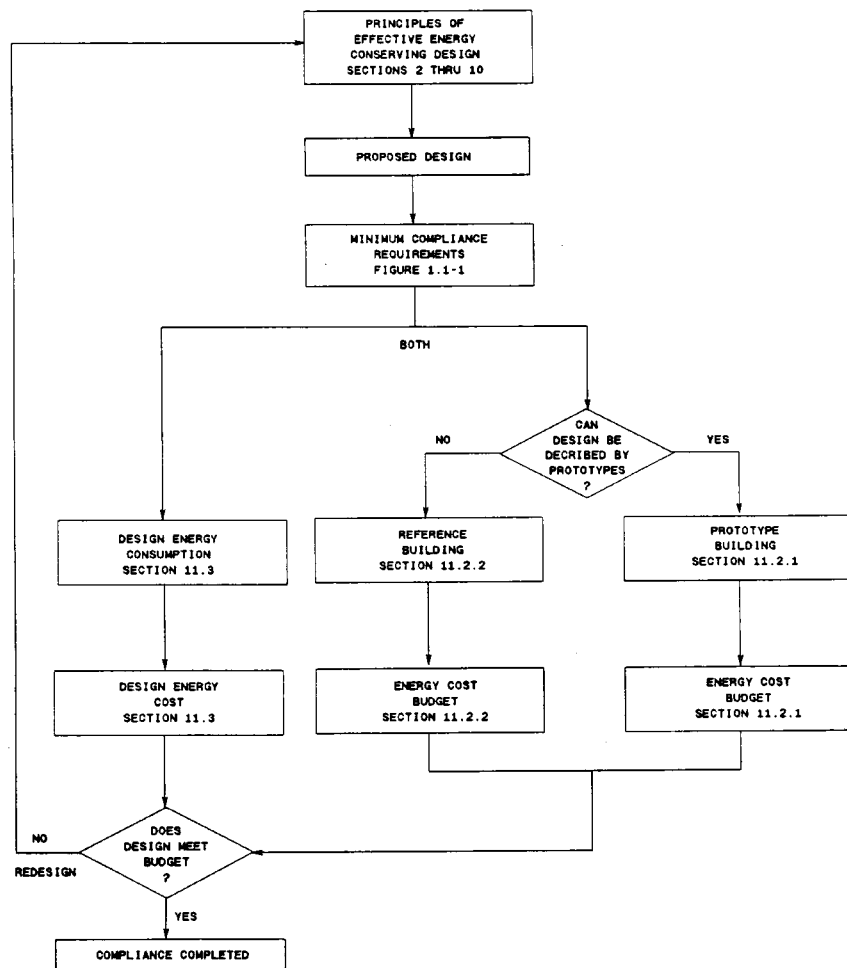 PRINCIPLES OF
EFFECTIVE ENERGY
CONSERVING DESIGN
SECTIONS 2 THRU 10
PROPOSED DESIGN
MINIMUM COMPLIANCE
REQUIREMENTS
FIGURE 1.1-1
BOTH
CAN
DESIGN BE
DECRIBED BY
PROTOTYPES
?
NO
YES
DESIGN ENERGY
CONSUMPTION
SECTION 11.3
REFERENCE
BUILDING
SECTION 11.2.2
PROTOTYPE
BUILDING
SECTION 11.2.1
DESIGN ENERGY
COST
SECTION 11.3
ENERGY COST
BUDGET
SECTION 11.2.2
ENERGY COST
BUDGET
SECTION 11.2.1
DOES
DESIGN MEET
BUDGET
?
NO
REDESIGN
YES
COMPLIANCE COMPLETED